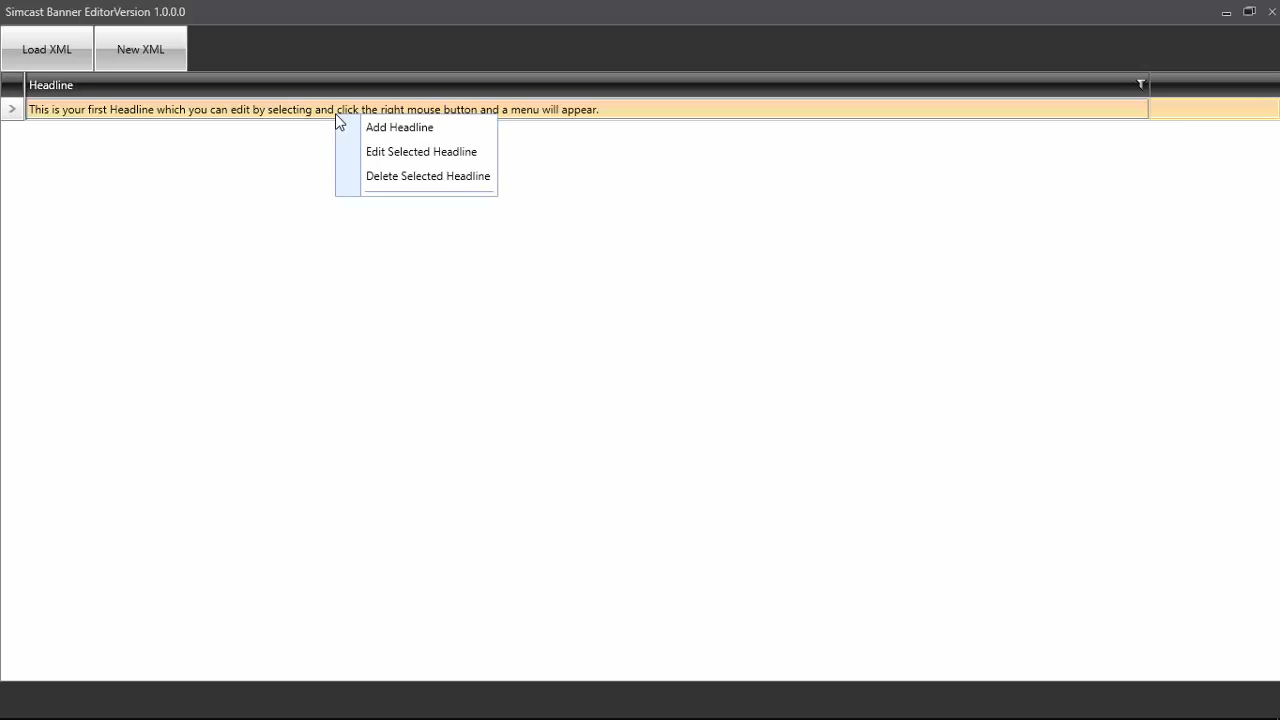 Simcast Banner EditorVersion 1.0.0.0
Load XML
New XML
Headline
This is your first Headline which you can edit by selecting and click the right mouse button and a menu will appear.
Add Headline
Edit Selected Headline
Delete Selected Headline